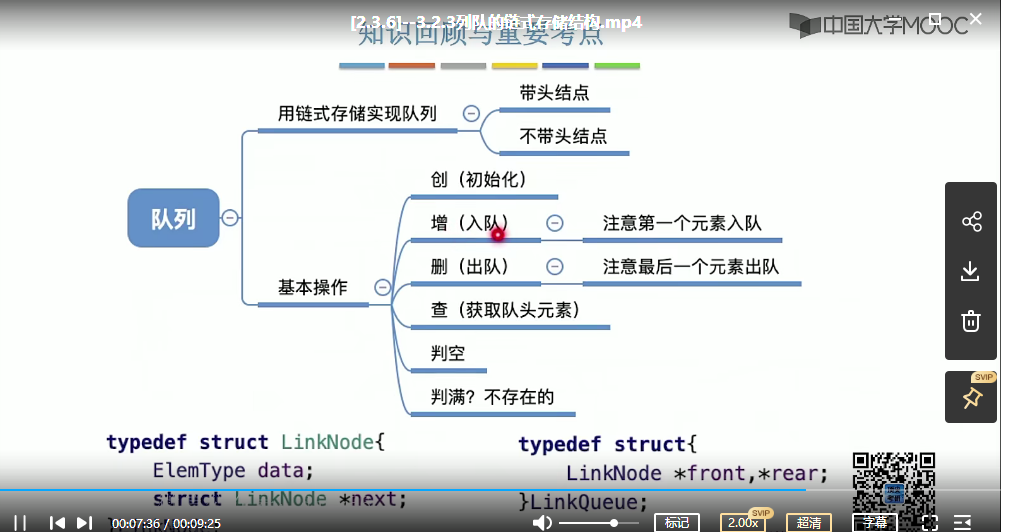 [2.3.6]--3.2.3列队的链式存储结构.mp4
知识回顾与重要考点
中国大学MOOC
用链式存储实现队列
带头结点
不带头结点
队列
基本操作
创（初始化）
增（入队）
注意第一个元素入队
删（出队）
注意最后一个元素出队
查（获取队头元素）
判空
判满？不存在的
typedef struct LinkNode{
ElemType data;
struct LinkNode *next;
typedef struct{
LinkNode *front,*rear;
}LinkQueue;
SVIP
00:07:36 / 00:09:25
标记
2.00x
SVIP
超清
字幕